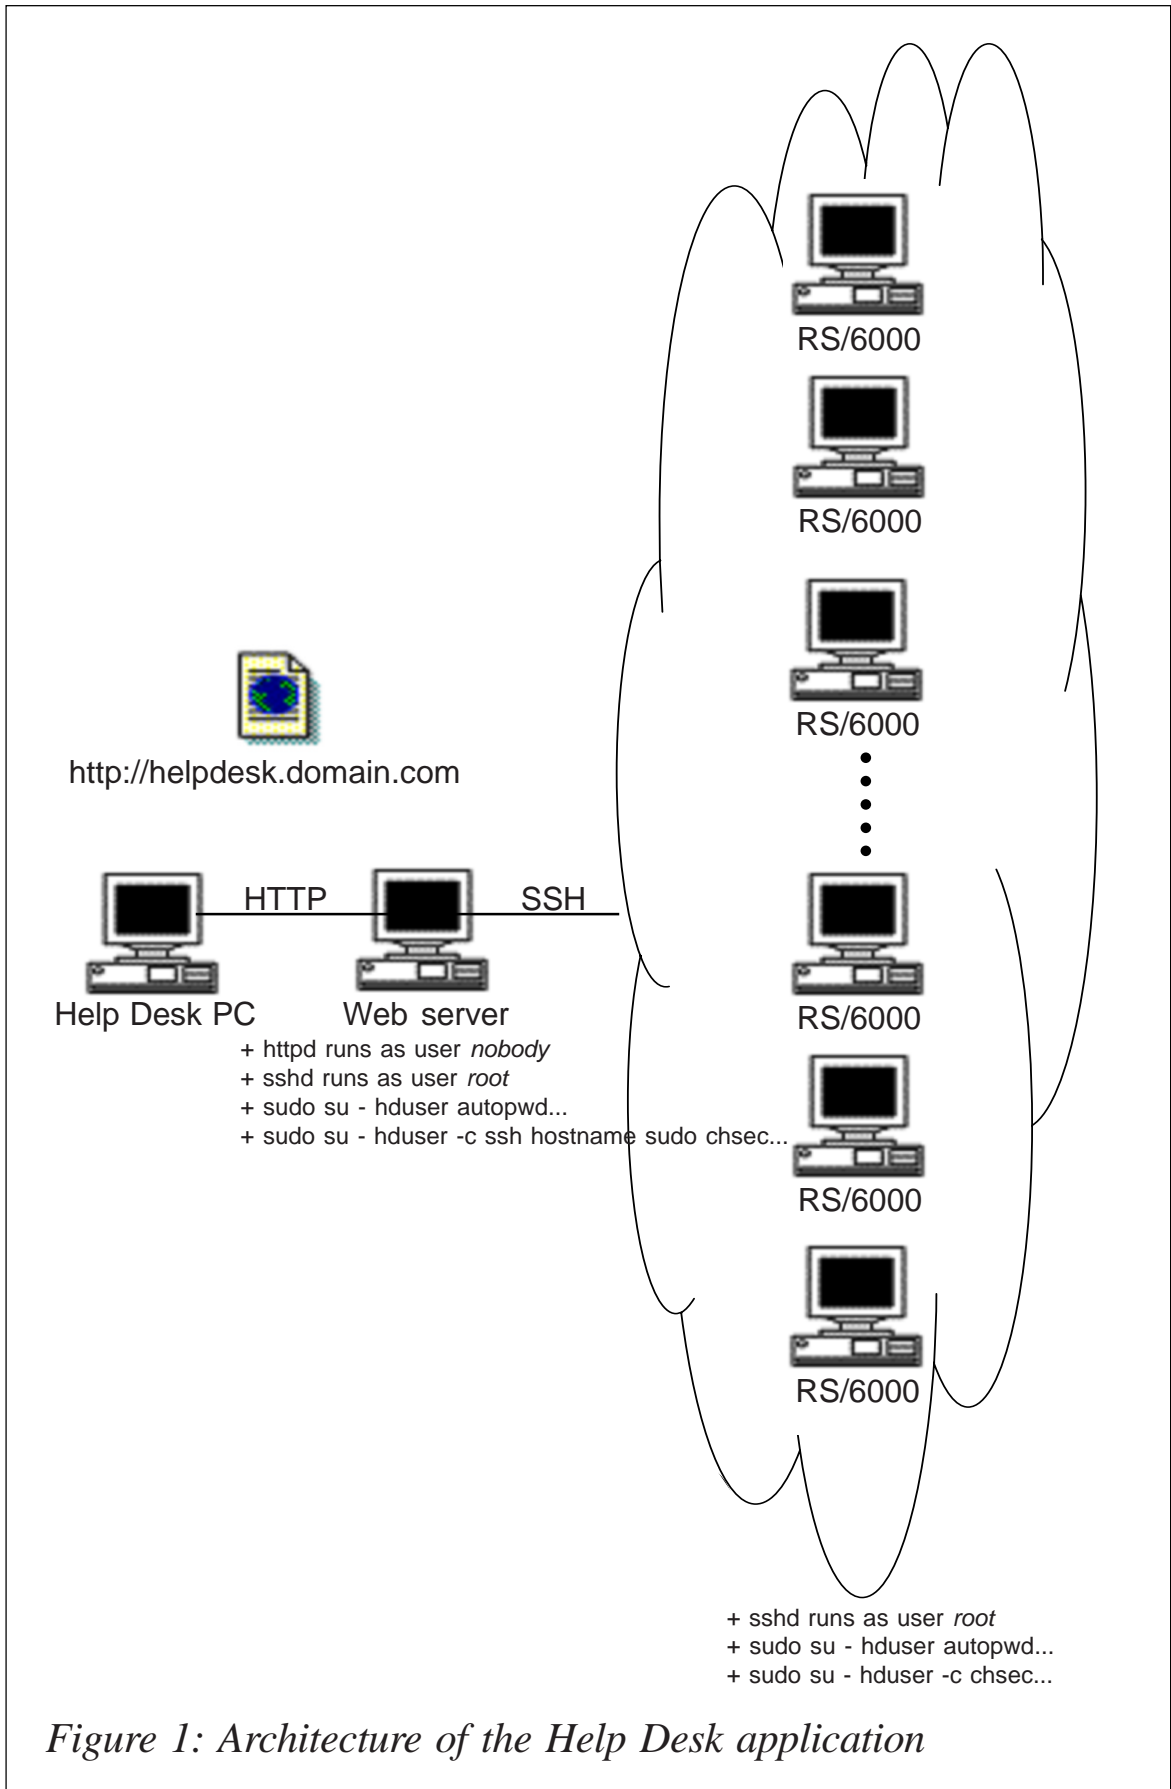 RS/6000
RS/6000
RS/6000
http://helpdesk.domain.com
HTTP
SSH
Help Desk PC
Web server
RS/6000
+ httpd runs as user nobody
+ sshd runs as user root
+ sudo su - hduser autopwd...
+ sudo su - hduser -c ssh hostname sudo chsec...
RS/6000
RS/6000
+ sshd runs as user root
+ sudo su - hduser autopwd...
+ sudo su - hduser -c chsec...
Figure 1: Architecture of the Help Desk application